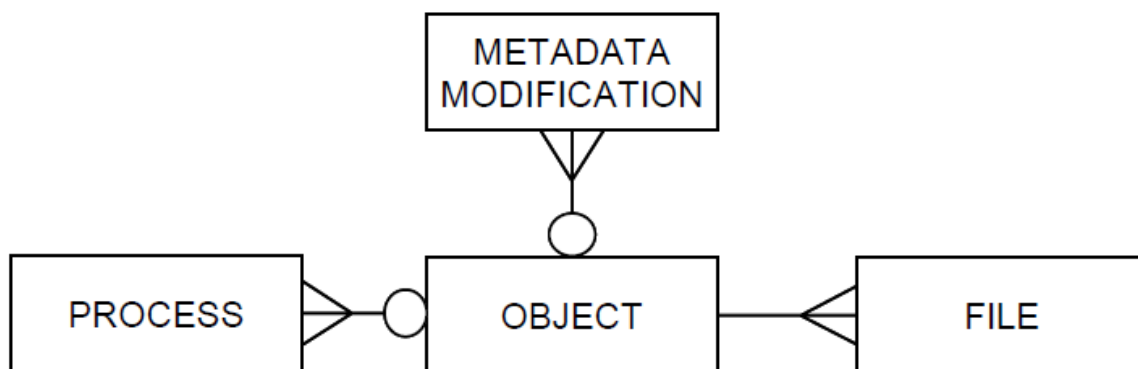 METADATA
MODIFICATION
PROCESS
OBJECT
FILE